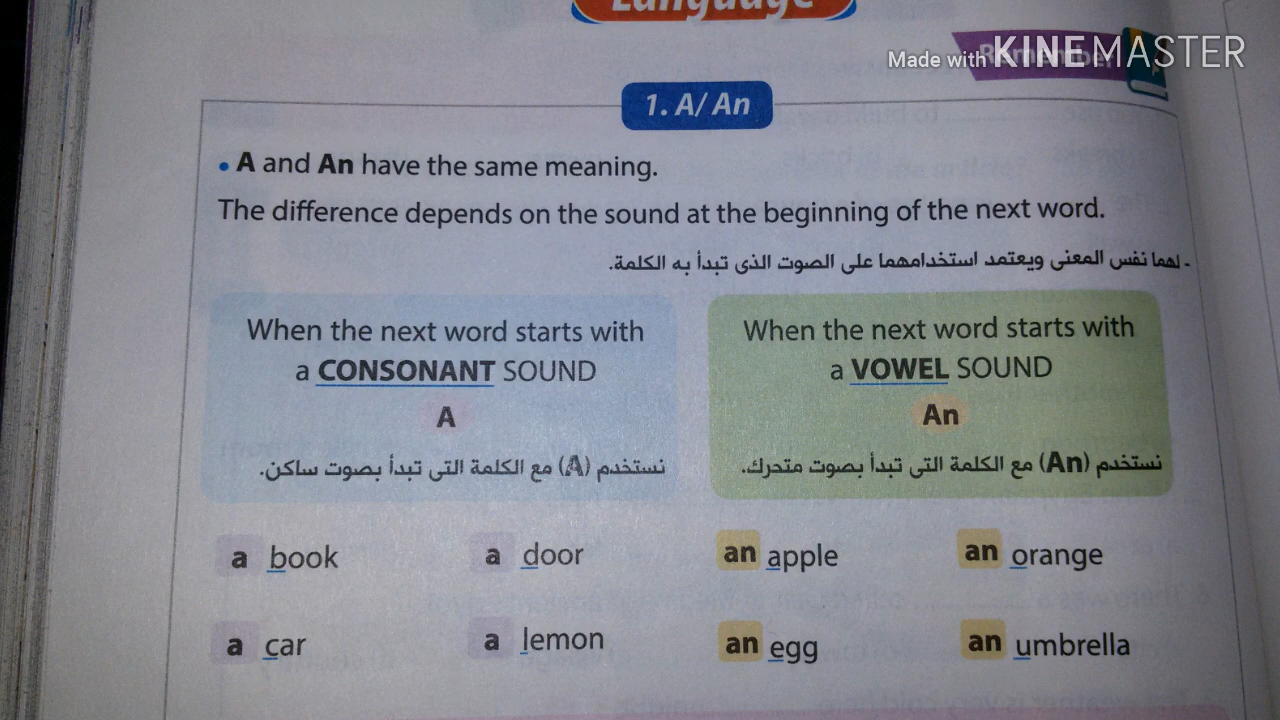 Language
Made with KINEMASTER
Remember
1. A/ An
• A and An have the same meaning.
The difference depends on the sound at the beginning of the next word.
- لهما نفس المعنى ويعتمد استخدامهما على الصوت الذى تبدأ به الكلمة.
When the next word starts with
a CONSONANT SOUND
A
نستخدم (A) مع الكلمة التى تبدأ بصوت ساكن.
When the next word starts with
a VOWEL SOUND
An
نستخدم (An) مع الكلمة التى تبدأ بصوت متحرك.
a book a door an apple an orange
a car a lemon an egg an umbrella